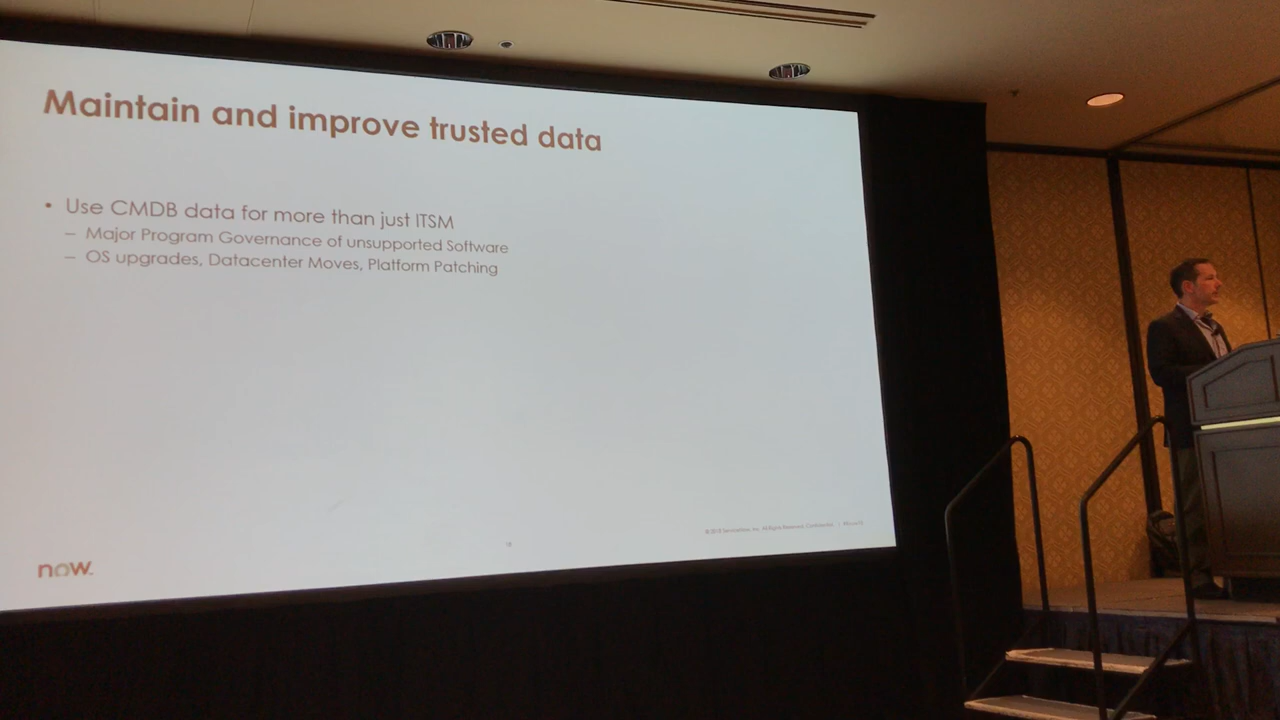 Maintain and improve trusted data
• Use CMDB data for more than just ITSM
– Major Program Governance of unsupported Software
– OS upgrades, Datacenter Moves, Platform Patching
now.